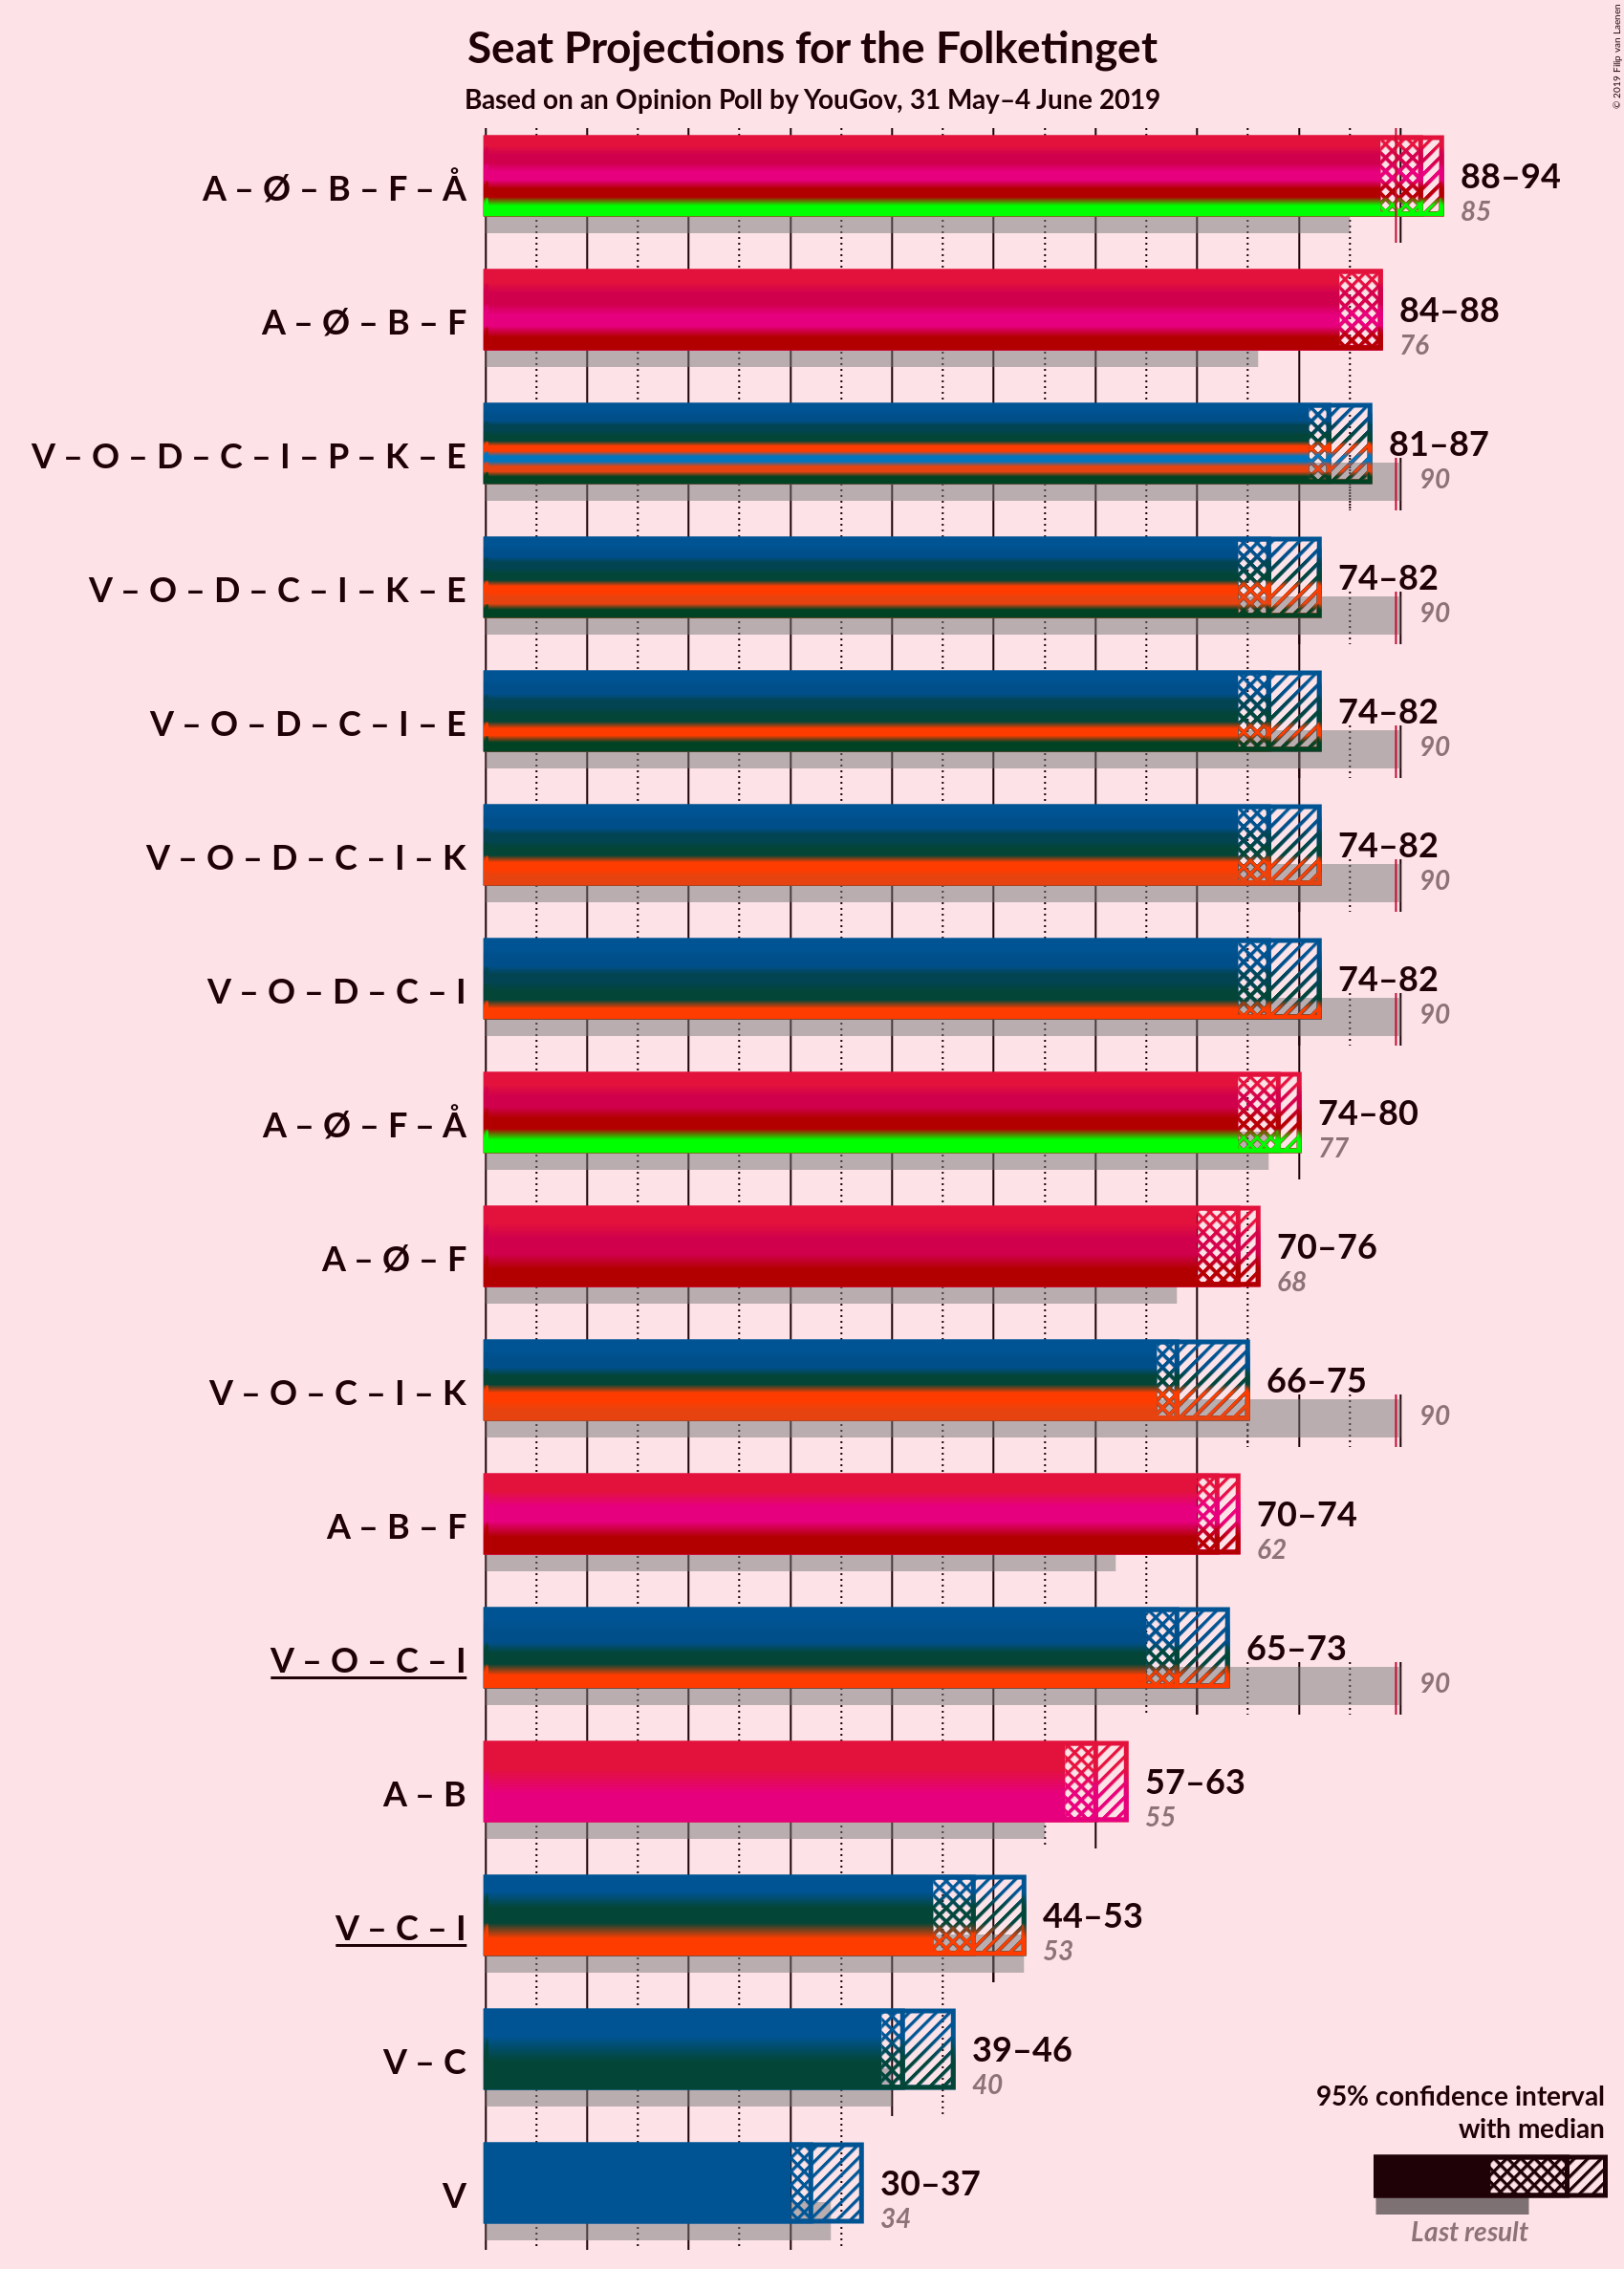 © 2019 Filip van Laenen
Seat Projections for the Folketinget
Based on an Opinion Poll by YouGov, 31 May–4 June 2019
A – Ø – B – F – Å
88–94
85
A – Ø – B – F
84–88
76
V – O – D – C – I – P – K – E
81–87
90
V – O – D – C – I – K – E
74–82
90
V – O – D – C – I – E
74–82
90
V – O – D – C – I – K
74–82
90
V – O – D – C – I
74–82
90
A – Ø – F – Å
74–80
77
A – Ø – F
70–76
68
V – O – C – I – K
66–75
90
A – B – F
70–74
62
V – O – C – I
65–73
90
A – B
57–63
55
V – C – I
44–53
53
V – C
39–46
40
V
30–37
34
95% confidence interval
with median
Last result